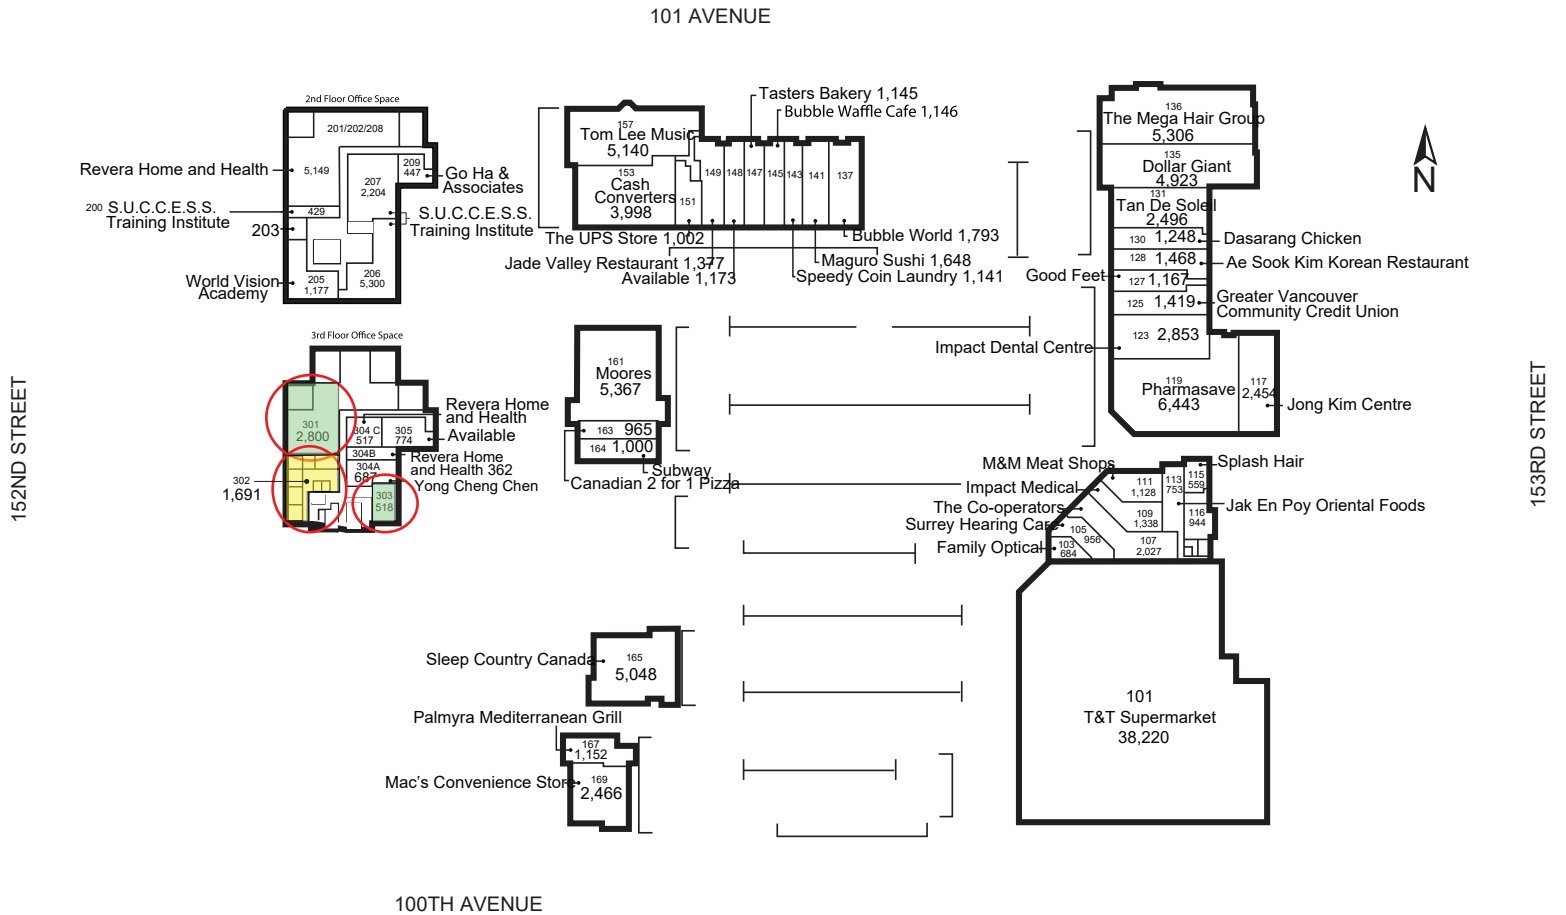 101 AVENUE
2nd Floor Office Space
201/202/208
Revera Home and Health
5,149
209
447
Go Ha &
Associates
207
2,204
200 S.U.C.C.E.S.S.
Training Institute
429
S.U.C.C.E.S.S.
Training Institute
203
World Vision
Academy
205
1,177
206
5,300
3rd Floor Office Space
301
2,800
304 C
517
305
774
Revera Home
and Health
Available
304B
Revera Home
and Health 362
304A
687
Yong Cheng Chen
302
1,691
303
518
152ND STREET
157
Tom Lee Music
5,140
153
Cash
Converters
3,998
151
149
148
147
145
143
141
137
Tasters Bakery 1,145
Bubble Waffle Cafe 1,146
The UPS Store 1,002
Bubble World 1,793
Jade Valley Restaurant 1,377
Maguro Sushi 1,648
Available 1,173
Speedy Coin Laundry 1,141
161
Moores
5,367
163 965
164 1,000
Subway
Canadian 2 for 1 Pizza
Sleep Country Canada
165
5,048
Palmyra Mediterranean Grill
167
1,152
Mac's Convenience Store
169
2,466
136
The Mega Hair Group
5,306
135
Dollar Giant
4,923
131
Tan De Soleil
2,496
130 1,248
Dasarang Chicken
128 1,468
Ae Sook Kim Korean Restaurant
Good Feet
127 1,167
125 1,419
Greater Vancouver
Community Credit Union
123 2,853
Impact Dental Centre
119
Pharmasave
6,443
117
2,454
Jong Kim Centre
M&M Meat Shops
Splash Hair
Impact Medical
111
1,128
113
753
115
559
The Co-operators
Jak En Poy Oriental Foods
109
1,338
116
944
Surrey Hearing Care
105
956
107
2,027
Family Optical
103
684
101
T&T Supermarket
38,220
N
153RD STREET
100TH AVENUE